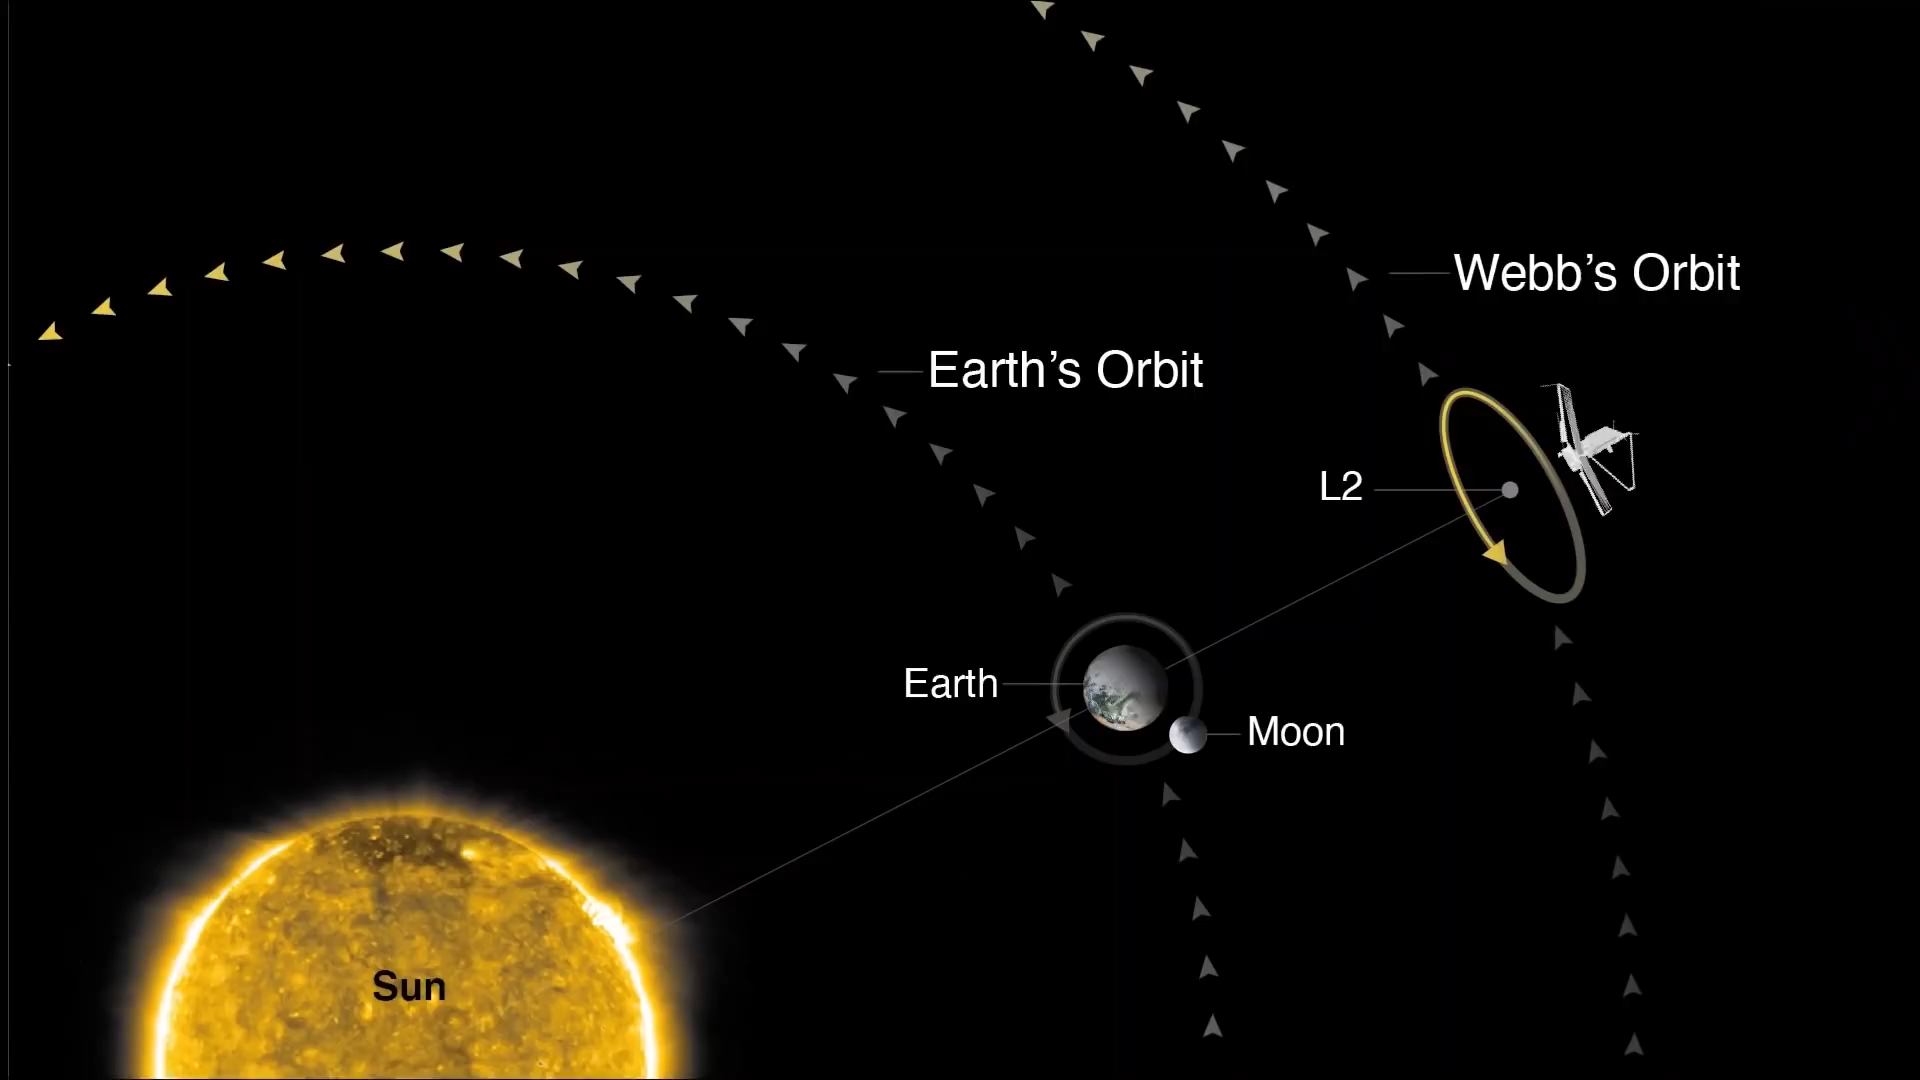 Webb’s Orbit
Earth’s Orbit
L2
Earth
Moon
Sun